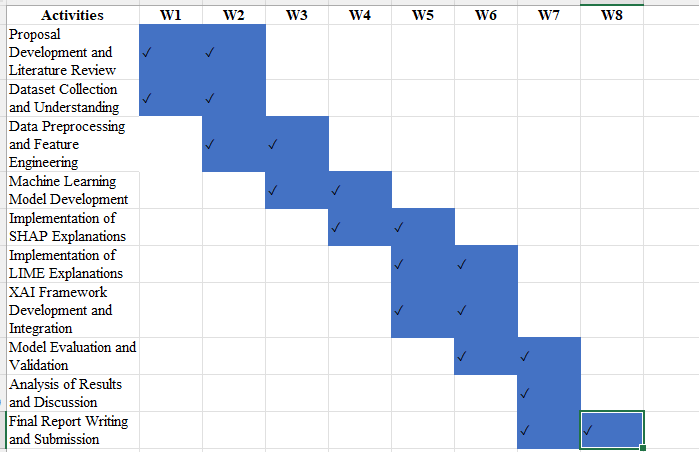 Activities W1 W2 W3 W4 W5 W6 W7 W8
Proposal
Development and ✓ ✓
Literature Review
Dataset Collection
and Understanding ✓ ✓
Data Preprocessing
and Feature ✓ ✓
Engineering
Machine Learning
Model Development ✓ ✓
Implementation of
SHAP Explanations ✓ ✓
Implementation of
LIME Explanations ✓ ✓
XAI Framework
Development and ✓ ✓
Integration
Model Evaluation and
Validation ✓ ✓
Analysis of Results
and Discussion ✓
Final Report Writing
and Submission ✓ ✓